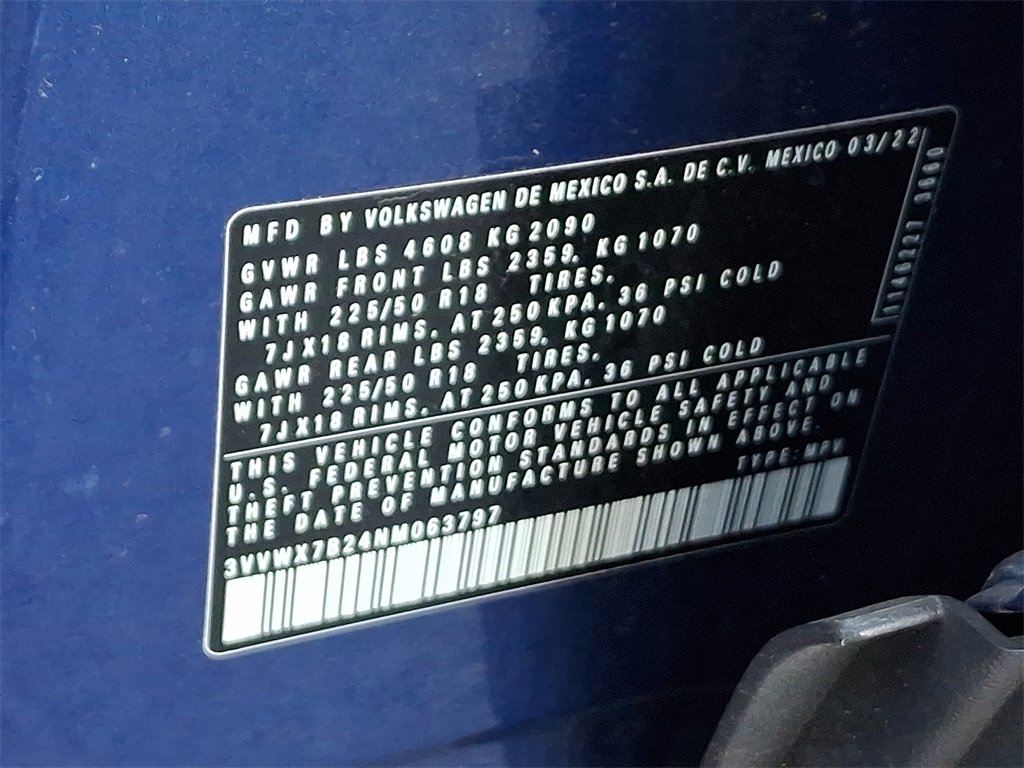 MFD BY VOLKSWAGEN DE MEXICO S.A. DE C.V. MEXICO 03/22
GVWR LBS 4608 KG 2090
GAWR FRONT LBS 2359, KG 1070
WITH 225/50 R18 TIRES,
7JX18 RIMS, AT 250 KPA, 36 PSI COLD
GAWR REAR LBS 2359, KG 1070
WITH 225/50 R18 TIRES,
7JX18 RIMS, AT 250 KPA, 36 PSI COLD
THIS VEHICLE CONFORMS TO ALL APPLICABLE
U.S. FEDERAL MOTOR VEHICLE SAFETY AND
THEFT PREVENTION STANDARDS IN EFFECT ON
THE DATE OF MANUFACTURE SHOWN ABOVE.
3VVWX7B24NM063797 TYPE: MPV